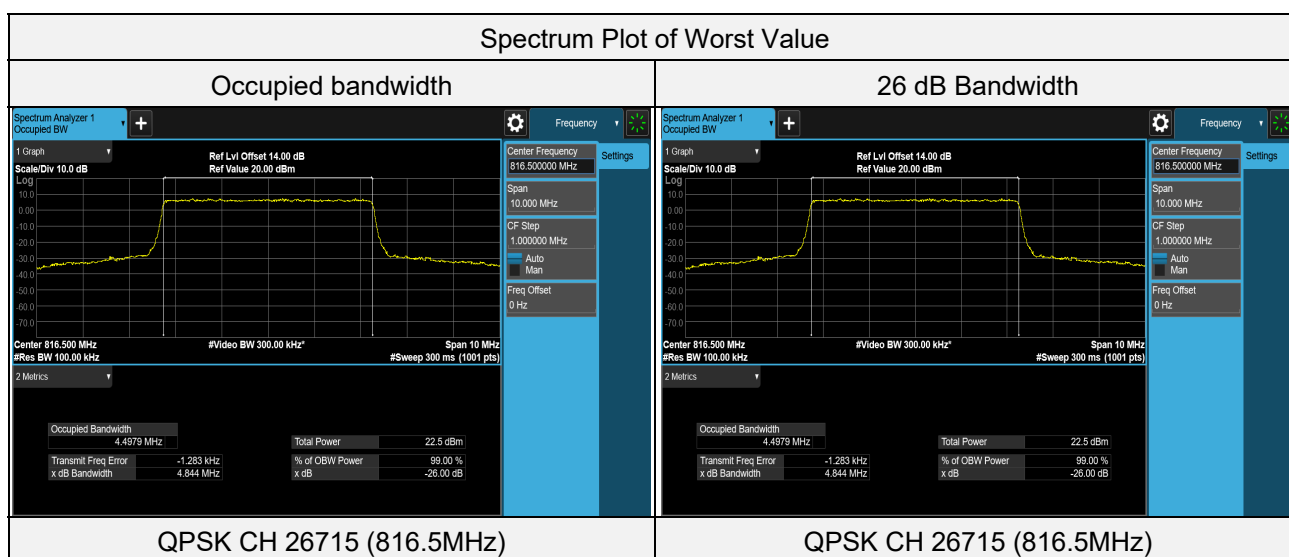 Spectrum Plot of Worst Value
Occupied bandwidth
26 dB Bandwidth
Spectrum Analyzer 1
Occupied BW
+
Frequency
1 Graph
Ref Lvl Offset 14.00 dB
Scale/Div 10.0 dB
Ref Value 20.00 dBm
Log
10.0
0.00
-10.0
-20.0
-30.0
-40.0
-50.0
-60.0
-70.0
Center 816.500 MHz
#Video BW 300.00 kHz*
Span 10 MHz
#Res BW 100.00 kHz
#Sweep 300 ms (1001 pts)
Center Frequency
816.500000 MHz
Settings
Span
10.000 MHz
CF Step
1.000000 MHz
Auto
Man
Freq Offset
0 Hz
2 Metrics
Occupied Bandwidth
4.4979 MHz
Total Power 22.5 dBm
Transmit Freq Error -1.283 kHz
% of OBW Power 99.00 %
x dB Bandwidth 4.844 MHz
x dB -26.00 dB
Spectrum Analyzer 1
Occupied BW
+
Frequency
1 Graph
Ref Lvl Offset 14.00 dB
Scale/Div 10.0 dB
Ref Value 20.00 dBm
Log
10.0
0.00
-10.0
-20.0
-30.0
-40.0
-50.0
-60.0
-70.0
Center 816.500 MHz
#Video BW 300.00 kHz*
Span 10 MHz
#Res BW 100.00 kHz
#Sweep 300 ms (1001 pts)
Center Frequency
816.500000 MHz
Settings
Span
10.000 MHz
CF Step
1.000000 MHz
Auto
Man
Freq Offset
0 Hz
2 Metrics
Occupied Bandwidth
4.4979 MHz
Total Power 22.5 dBm
Transmit Freq Error -1.283 kHz
% of OBW Power 99.00 %
x dB Bandwidth 4.844 MHz
x dB -26.00 dB
QPSK CH 26715 (816.5MHz)
QPSK CH 26715 (816.5MHz)